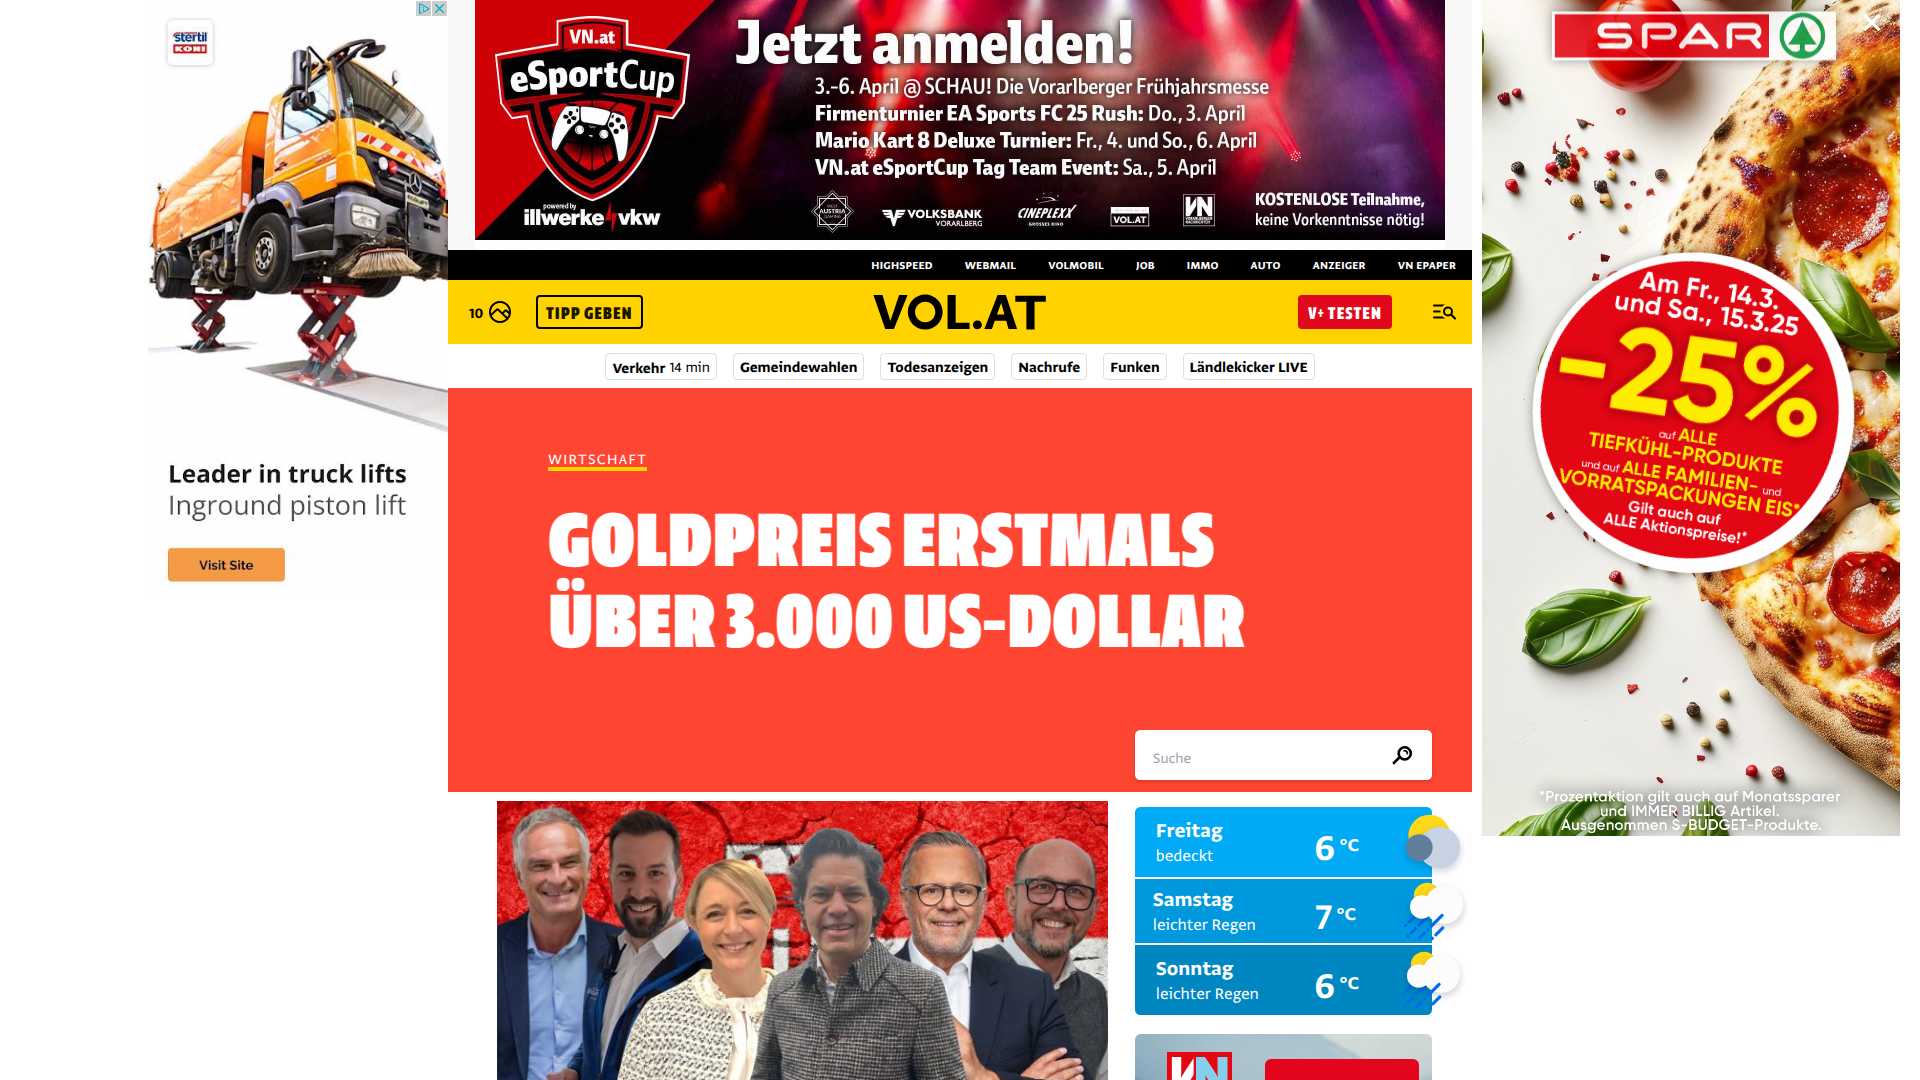 stertil
KONI
Leader in truck lifts
Inground piston lift
Visit Site
VN.at
eSportCup
powered by
illwerke vkw
Jetzt anmelden!
3.-6. April @ SCHAU! Die Vorarlberger Frühjahrsmesse
Firmenturnier EA Sports FC 25 Rush: Do., 3. April
Mario Kart 8 Deluxe Turnier: Fr., 4. und So., 6. April
VN.at eSportCup Tag Team Event: Sa., 5. April
AUSTRIA
VOLKSBANK
VORARLBERG
CINEPLEXX
VOL.AT
VN
KOSTENLOSE Teilnahme,
keine Vorkenntnisse nötig!
HIGHSPEED WEBMAIL VOLMOBIL JOB IMMO AUTO ANZEIGER VN EPAPER
10 TIPP GEBEN VOL.AT V+ TESTEN
Verkehr 14 min Gemeindewahlen Todesanzeigen Nachrufe Funken Ländlekicker LIVE
WIRTSCHAFT
GOLDPREIS ERSTMALS
ÜBER 3.000 US-DOLLAR
Suche
Freitag
bedeckt
6 °C
Samstag
leichter Regen
7 °C
Sonntag
leichter Regen
6 °C
VN
SPAR
Am Fr., 14.3.
und Sa., 15.3.25
-25%
auf ALLE
TIEFKÜHL-PRODUKTE
und auf ALLE FAMILIEN- und
VORRATSPACKUNGEN EIS*
Gilt auch auf
ALLE Aktionspreise!*
*Prozentaktion gilt auch auf Monatssparer
und IMMER BILLIG Artikel.
Ausgenommen S-BUDGET-Produkte.